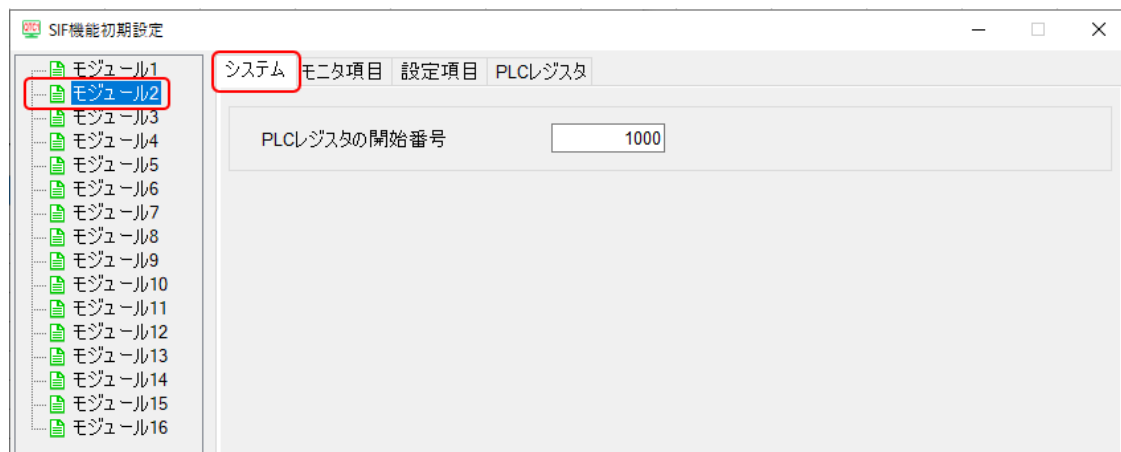 QTC1
SIF機能初期設定
モジュール1
モジュール2
モジュール3
モジュール4
モジュール5
モジュール6
モジュール7
モジュール8
モジュール9
モジュール10
モジュール11
モジュール12
モジュール13
モジュール14
モジュール15
モジュール16
システム モニタ項目 設定項目 PLCレジスタ
PLCレジスタの開始番号 1000